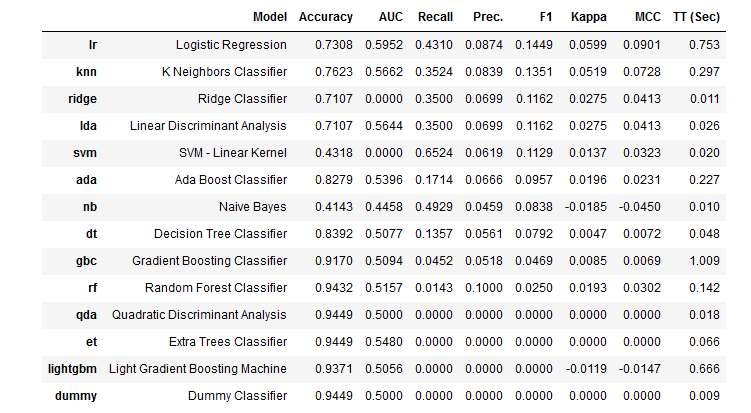 Model Accuracy AUC Recall Prec. F1 Kappa MCC TT (Sec)
lr Logistic Regression 0.7308 0.5952 0.4310 0.0874 0.1449 0.0599 0.0901 0.753
knn K Neighbors Classifier 0.7623 0.5662 0.3524 0.0839 0.1351 0.0519 0.0728 0.297
ridge Ridge Classifier 0.7107 0.0000 0.3500 0.0699 0.1162 0.0275 0.0413 0.011
lda Linear Discriminant Analysis 0.7107 0.5644 0.3500 0.0699 0.1162 0.0275 0.0413 0.026
svm SVM - Linear Kernel 0.4318 0.0000 0.6524 0.0619 0.1129 0.0137 0.0323 0.020
ada Ada Boost Classifier 0.8279 0.5396 0.1714 0.0666 0.0957 0.0196 0.0231 0.227
nb Naive Bayes 0.4143 0.4458 0.4929 0.0459 0.0838 -0.0185 -0.0450 0.010
dt Decision Tree Classifier 0.8392 0.5077 0.1357 0.0561 0.0792 0.0047 0.0072 0.048
gbc Gradient Boosting Classifier 0.9170 0.5094 0.0452 0.0518 0.0469 0.0085 0.0069 1.009
rf Random Forest Classifier 0.9432 0.5157 0.0143 0.1000 0.0250 0.0193 0.0302 0.142
qda Quadratic Discriminant Analysis 0.9449 0.5000 0.0000 0.0000 0.0000 0.0000 0.0000 0.018
et Extra Trees Classifier 0.9449 0.5480 0.0000 0.0000 0.0000 0.0000 0.0000 0.066
lightgbm Light Gradient Boosting Machine 0.9371 0.5056 0.0000 0.0000 0.0000 -0.0119 -0.0147 0.666
dummy Dummy Classifier 0.9449 0.5000 0.0000 0.0000 0.0000 0.0000 0.0000 0.009